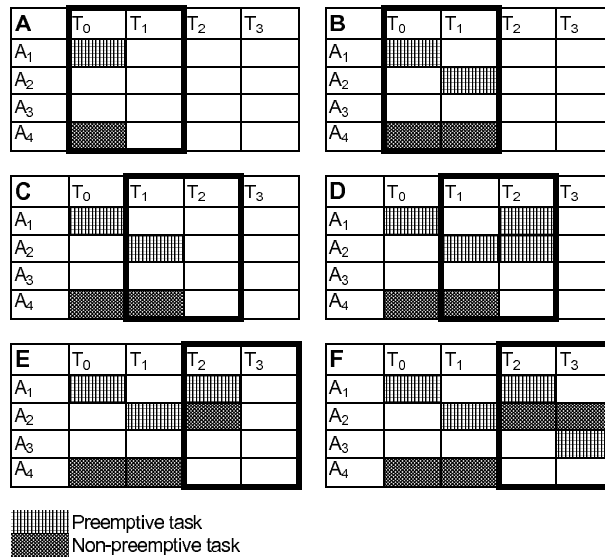 A T₀ T₁ T₂ T₃
A₁
A₂
A₃
A₄
B T₀ T₁ T₂ T₃
A₁
A₂
A₃
A₄
C T₀ T₁ T₂ T₃
A₁
A₂
A₃
A₄
D T₀ T₁ T₂ T₃
A₁
A₂
A₃
A₄
E T₀ T₁ T₂ T₃
A₁
A₂
A₃
A₄
F T₀ T₁ T₂ T₃
A₁
A₂
A₃
A₄
Preemptive task
Non-preemptive task